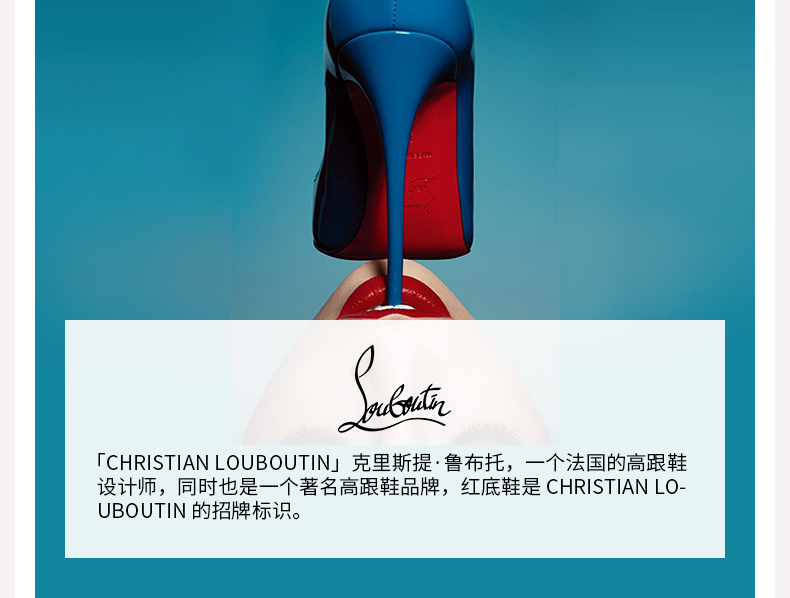 Louboutin
「CHRISTIAN LOUBOUTIN」克里斯提·鲁布托，一个法国的高跟鞋
设计师，同时也是一个著名高跟鞋品牌，红底鞋是 CHRISTIAN LO-
UBOUTIN 的招牌标识。